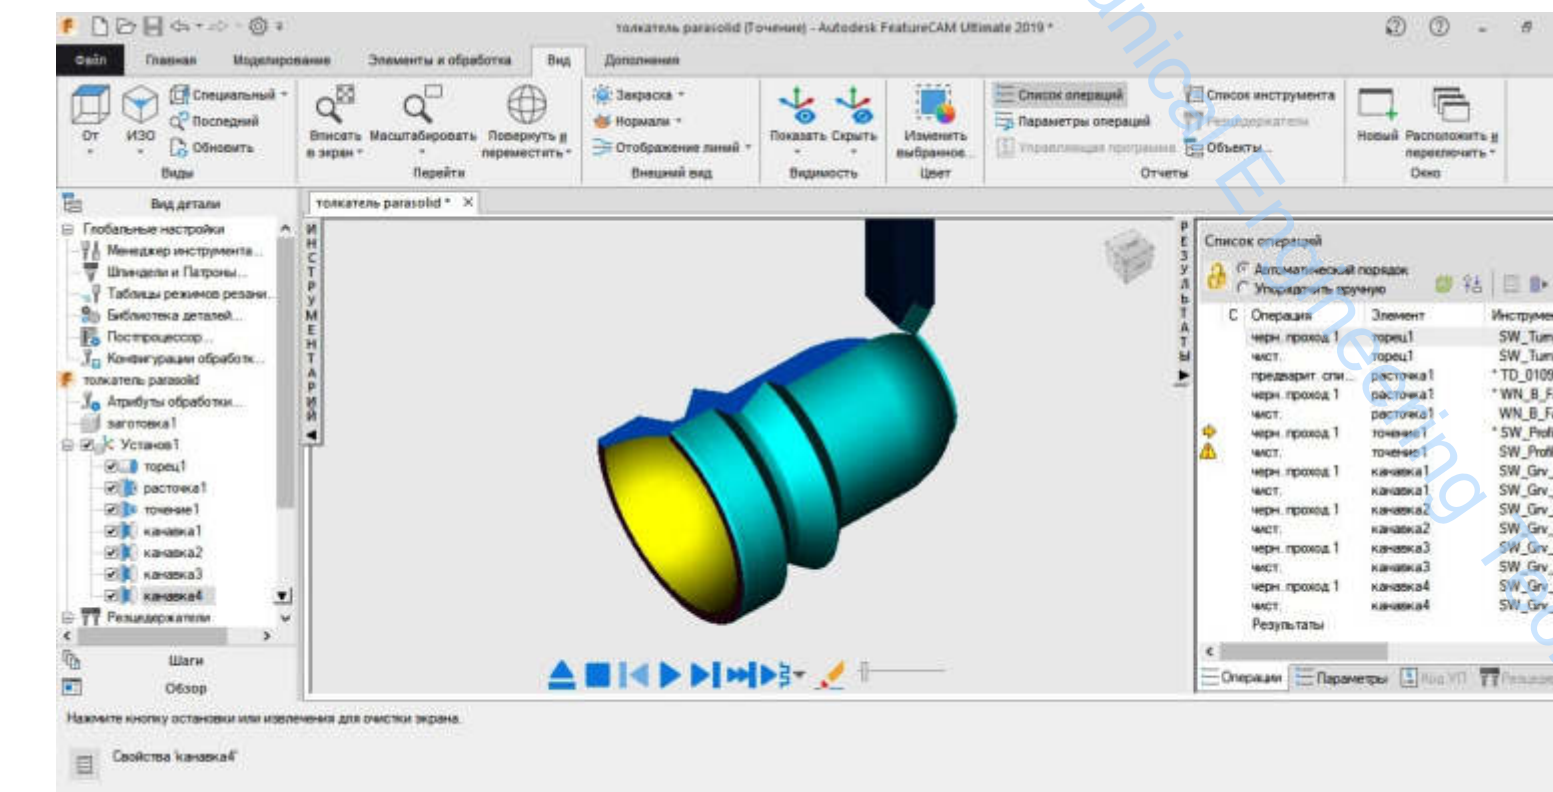 толкатель parasolid (Точение) - Autodesk FeatureCAM Ultimate 2019 *
Файл Главная Моделирование Элементы и обработка Вид Дополнения
От
ИЗО
Специальный
Последний
Обновить
Виды
Вписать в экран
Масштабировать
Повернуть и переместить
Перейти
Закраска
Нормали
Отображение линий
Внешний вид
Показать Скрыть
Видимость
Изменить выбранное...
Цвет
Список операций
Параметры операций
Управляющая программа
Список инструмента
Резцедержатели
Объекты...
Отчеты
Новый
Расположить и переключить
Окно
Вид детали
Глобальные настройки
Менеджер инструмента...
Шпиндели и Патроны...
Таблицы режимов резани
Библиотека деталей...
Постпроцессор...
Конфигурации обработк...
толкатель parasolid
Атрибуты обработки...
заготовка1
Установ1
торец1
расточка1
точение1
канавка1
канавка2
канавка3
канавка4
Резцедержатели
Шаги
Обзор
толкатель parasolid * X
ИНСТРУМЕНТАРИЙ
РЕЗУЛЬТАТЫ
Список операций
Автоматический порядок
Упорядочить вручную
С Операция Элемент Инструмен
черн. проход 1 торец1 SW_Turn
чист. торец1 SW_Turn
предварит. спи... расточка1 * TD_0109
черн. проход 1 расточка1 * WN_B_Fa
чист. расточка1 WN_B_Fa
черн. проход 1 точение1 * SW_Profi
чист. точение1 SW_Profi
черн. проход 1 канавка1 SW_Grv_
чист. канавка1 SW_Grv_
черн. проход 1 канавка2 SW_Grv_
чист. канавка2 SW_Grv_
черн. проход 1 канавка3 SW_Grv_
чист. канавка3 SW_Grv_
черн. проход 1 канавка4 SW_Grv_
чист. канавка4 SW_Grv_
Результаты
Операции Параметры Код УП
Нажмите кнопку остановки или извлечения для очистки экрана.
Свойства 'канавка4'